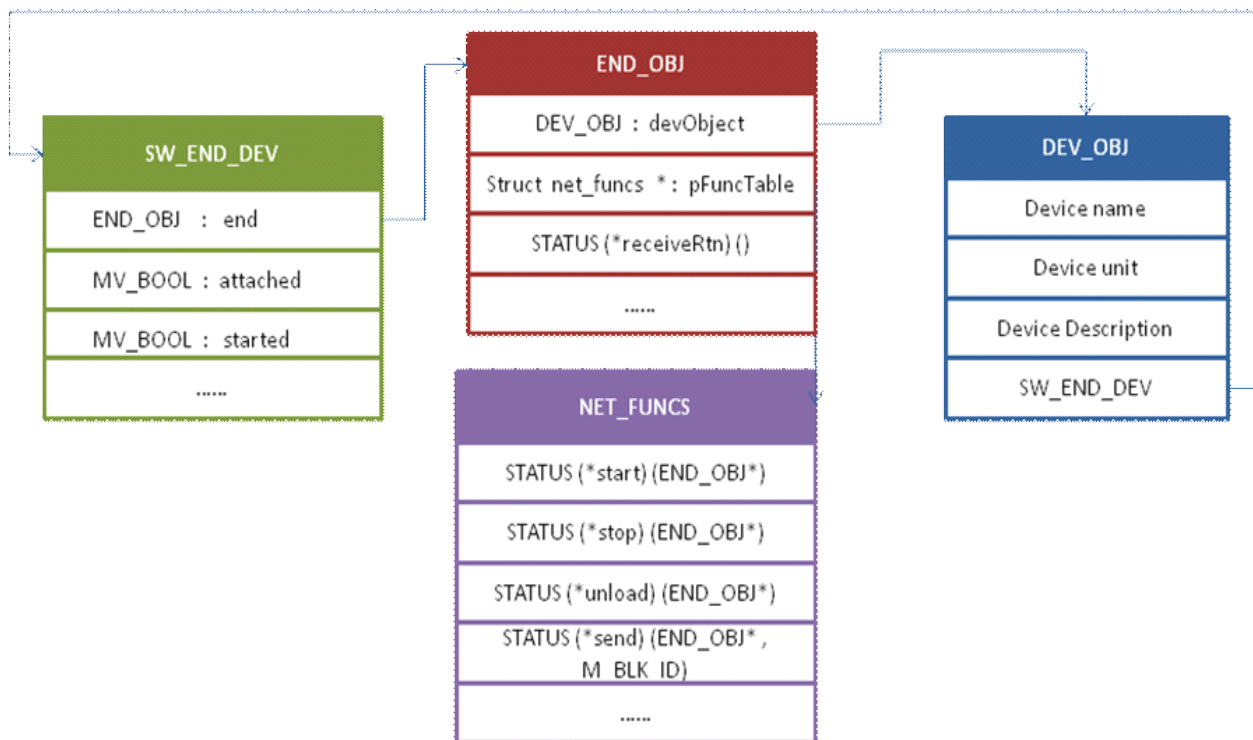 SW_END_DEV
END_OBJ : end
MV_BOOL : attached
MV_BOOL : started
......
END_OBJ
DEV_OBJ : devObject
Struct net_funcs * : pFuncTable
STATUS (*receiveRtn) ()
......
NET_FUNCS
STATUS (*start) (END_OBJ*)
STATUS (*stop) (END_OBJ*)
STATUS (*unload) (END_OBJ*)
STATUS (*send) (END_OBJ* ,
M_BLK_ID)
......
DEV_OBJ
Device name
Device unit
Device Description
SW_END_DEV